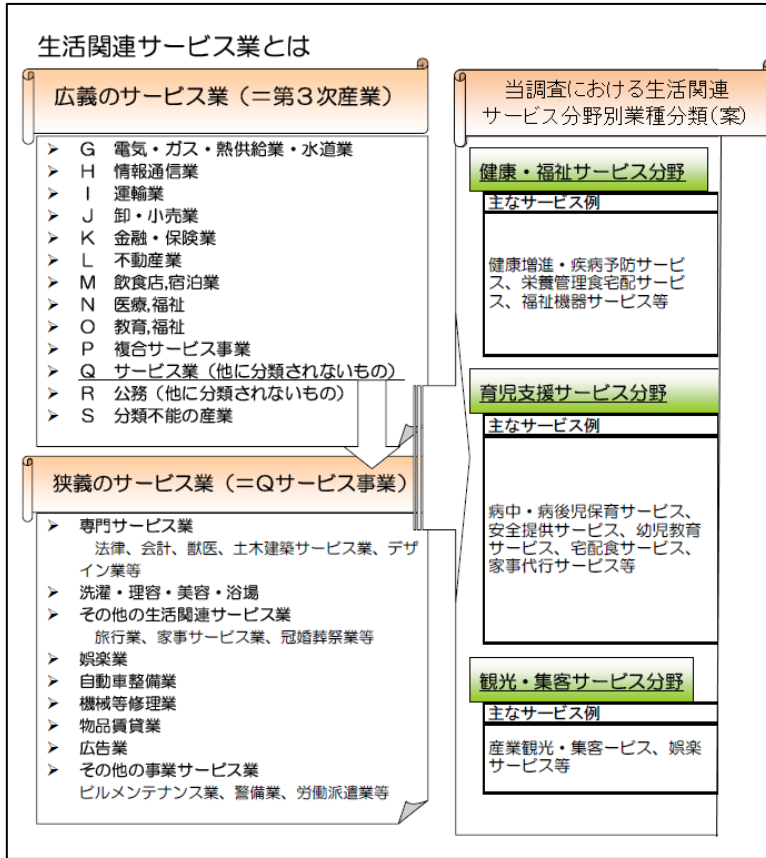 生活関連サービス業とは
広義のサービス業（＝第３次産業）
➢ Ｇ 電気・ガス・熱供給業・水道業
➢ Ｈ 情報通信業
➢ Ｉ 運輸業
➢ Ｊ 卸・小売業
➢ Ｋ 金融・保険業
➢ Ｌ 不動産業
➢ Ｍ 飲食店,宿泊業
➢ Ｎ 医療,福祉
➢ Ｏ 教育,福祉
➢ Ｐ 複合サービス事業
➢ Ｑ サービス業（他に分類されないもの）
➢ Ｒ 公務（他に分類されないもの）
➢ Ｓ 分類不能の産業
狭義のサービス業（＝Ｑサービス事業）
➢ 専門サービス業
法律、会計、獣医、土木建築サービス業、デザ
イン業等
➢ 洗濯・理容・美容・浴場
➢ その他の生活関連サービス業
旅行業、家事サービス業、冠婚葬祭業等
➢ 娯楽業
➢ 自動車整備業
➢ 機械等修理業
➢ 物品賃貸業
➢ 広告業
➢ その他の事業サービス業
ビルメンテナンス業、警備業、労働派遣業等
当調査における生活関連
サービス分野別業種分類（案）
健康・福祉サービス分野
主なサービス例
健康増進・疾病予防サービ
ス、栄養管理食宅配サービ
ス、福祉機器サービス等
育児支援サービス分野
主なサービス例
病中・病後児保育サービス、
安全提供サービス、幼児教育
サービス、宅配食サービス、
家事代行サービス等
観光・集客サービス分野
主なサービス例
産業観光・集客ービス、娯楽
サービス等